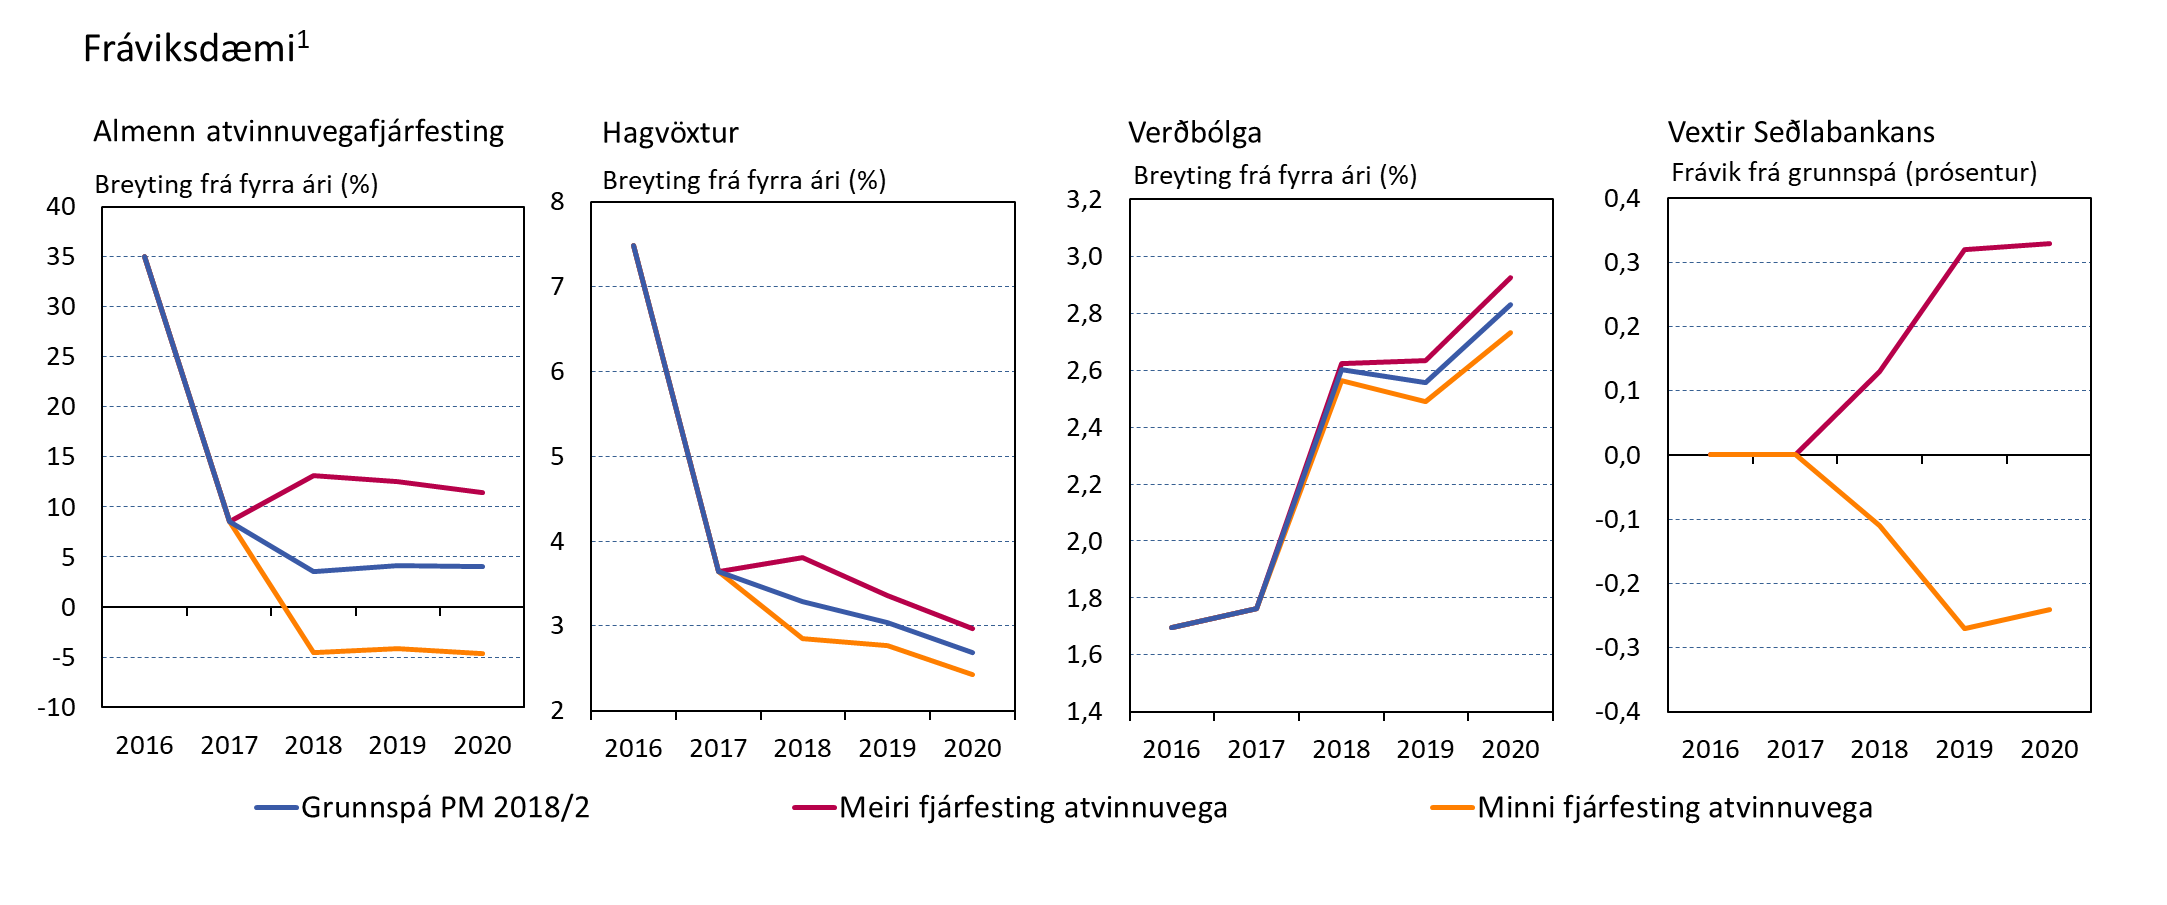 Fráviksdæmi¹
Almenn atvinnuvegafjárfesting
Breyting frá fyrra ári (%)
40
35
30
25
20
15
10
5
0
-5
-10
2016 2017 2018 2019 2020
Hagvöxtur
Breyting frá fyrra ári (%)
8
7
6
5
4
3
2
2016 2017 2018 2019 2020
Verðbólga
Breyting frá fyrra ári (%)
3,2
3,0
2,8
2,6
2,4
2,2
2,0
1,8
1,6
1,4
2016 2017 2018 2019 2020
Vextir Seðlabankans
Frávik frá grunnspá (prósentur)
0,4
0,3
0,2
0,1
0,0
-0,1
-0,2
-0,3
-0,4
2016 2017 2018 2019 2020
Grunnspá PM 2018/2
Meiri fjárfesting atvinnuvega
Minni fjárfesting atvinnuvega